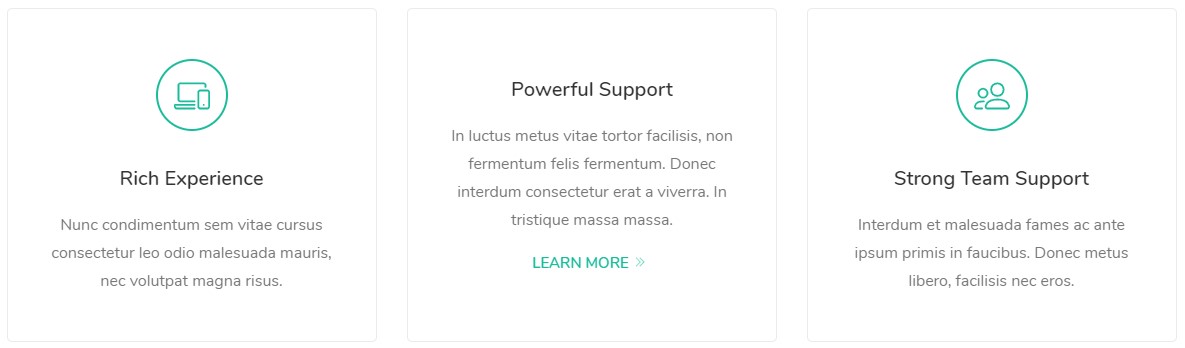 Rich Experience
Nunc condimentum sem vitae cursus
consectetur leo odio malesuada mauris,
nec volutpat magna risus.
Powerful Support
In luctus metus vitae tortor facilisis, non
fermentum felis fermentum. Donec
interdum consectetur erat a viverra. In
tristique massa massa.
LEARN MORE »
Strong Team Support
Interdum et malesuada fames ac ante
ipsum primis in faucibus. Donec metus
libero, facilisis nec eros.